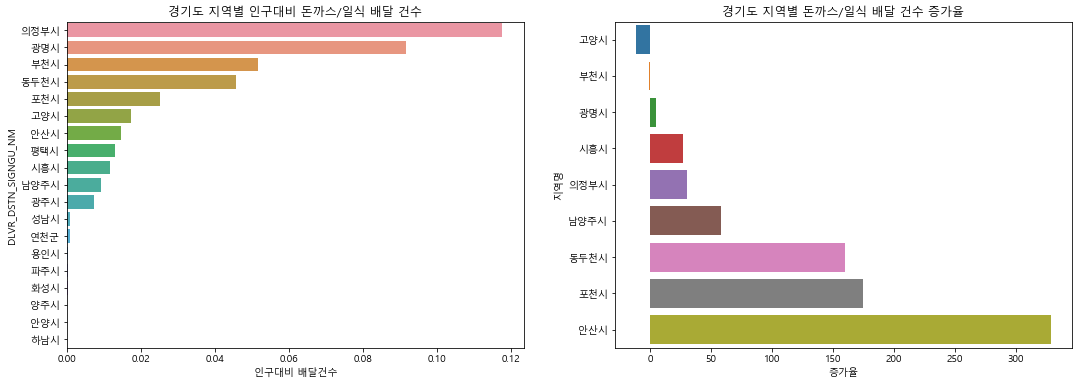 경기도 지역별 인구대비 돈까스/일식 배달 건수
DLVR_DSTN_SIGNGU_NM
의정부시
광명시
부천시
동두천시
포천시
고양시
안산시
평택시
시흥시
남양주시
광주시
성남시
연천군
용인시
파주시
화성시
양주시
안양시
하남시
0.00 0.02 0.04 0.06 0.08 0.10 0.12
인구대비 배달건수
경기도 지역별 돈까스/일식 배달 건수 증가율
지역명
고양시
부천시
광명시
시흥시
의정부시
남양주시
동두천시
포천시
안산시
0 50 100 150 200 250 300
증가율